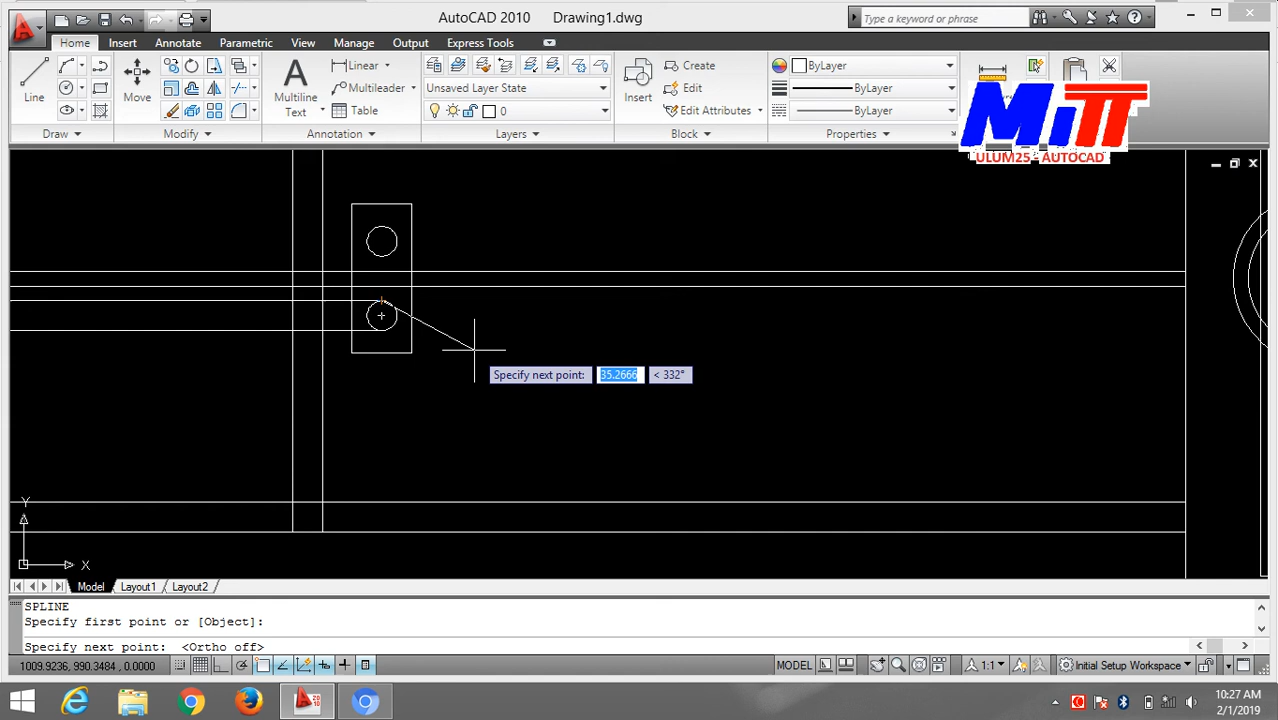 AutoCAD 2010 Drawing1.dwg
Type a keyword or phrase
Home Insert Annotate Parametric View Manage Output Express Tools
Line
Move
Multiline Text
Linear
Multileader
Table
Unsaved Layer State
0
Insert
Create
Edit
Edit Attributes
ByLayer
ByLayer
ByLayer
Draw Modify Annotation Layers Block Properties
MiTT
ULUM25 - AUTOCAD
Specify next point: 35.2666 < 332°
Y
X
Model Layout1 Layout2
SPLINE
Specify first point or [Object]:
Specify next point: <Ortho off>
1009.9236, 990.3484 , 0.0000
MODEL
1:1
Initial Setup Workspace
10:27 AM
2/1/2019